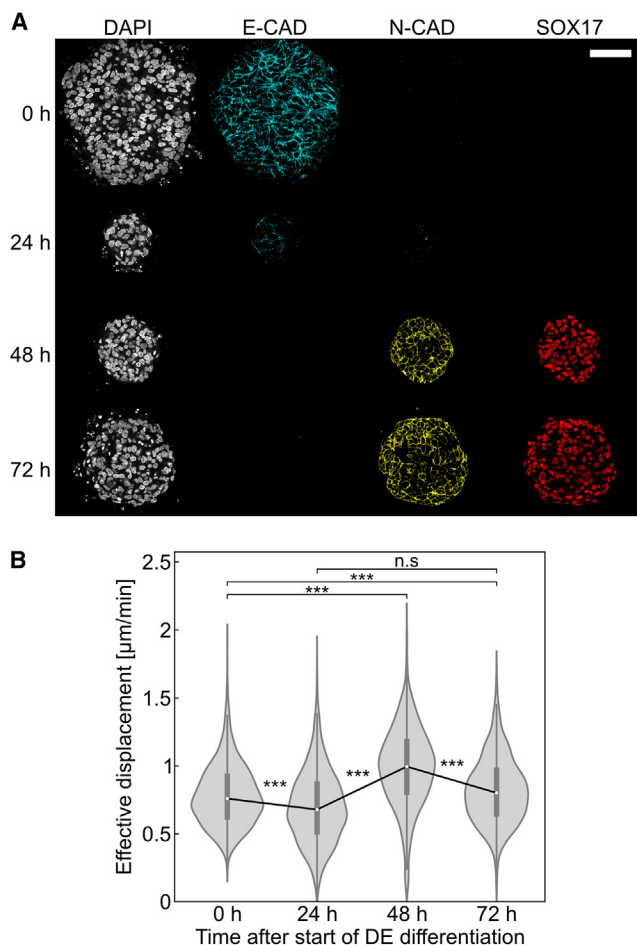 A
DAPI E-CAD N-CAD SOX17
0 h
24 h
48 h
72 h
B
2.5
2
1.5
1
0.5
0
Effective displacement [µm/min]
n.s
***
***
*** *** ***
0 h 24 h 48 h 72 h
Time after start of DE differentiation